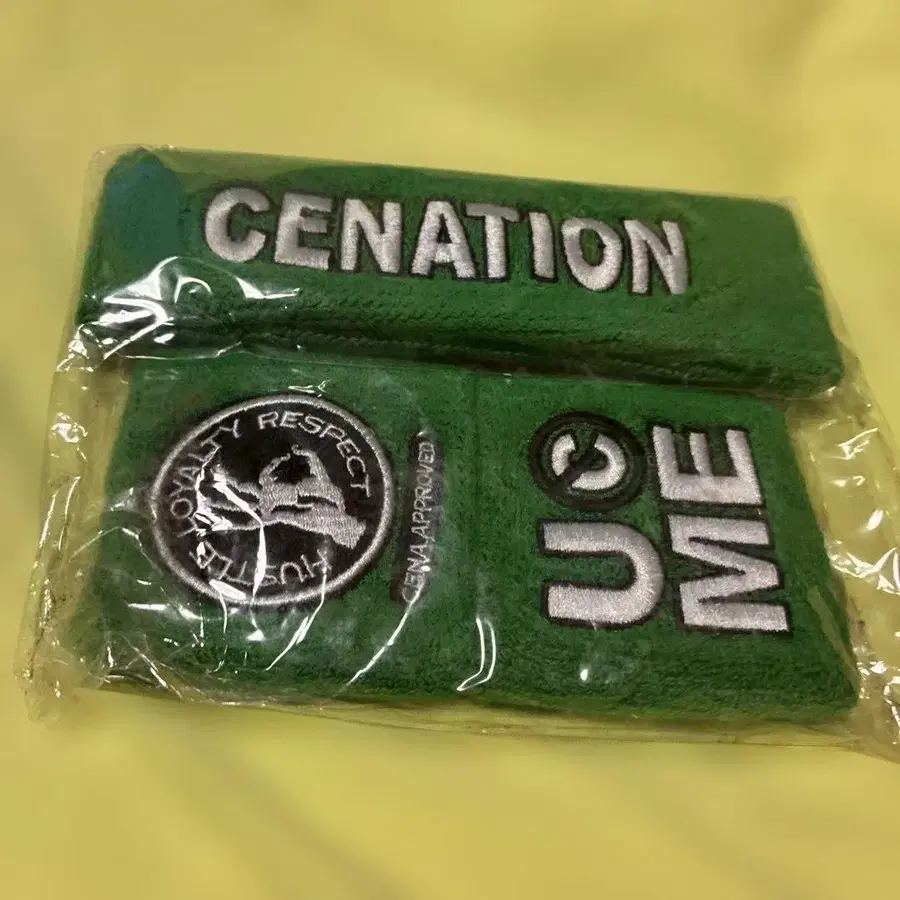 CENATION
HUSTLE LOYALTY RESPECT
CENA APPROVED
U C
ME